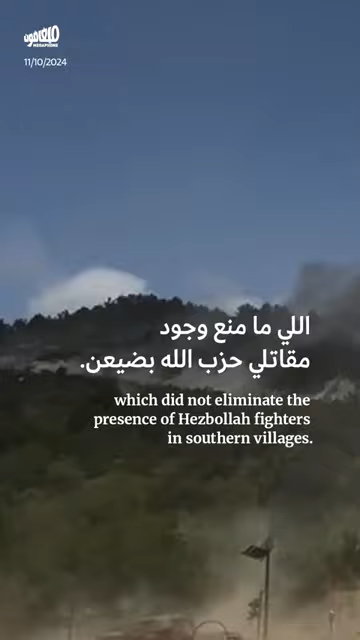 ميغافون
MEGAPHONE
11/10/2024
اللي ما منع وجود
مقاتلي حزب الله بضيعن.
which did not eliminate the
presence of Hezbollah fighters
in southern villages.